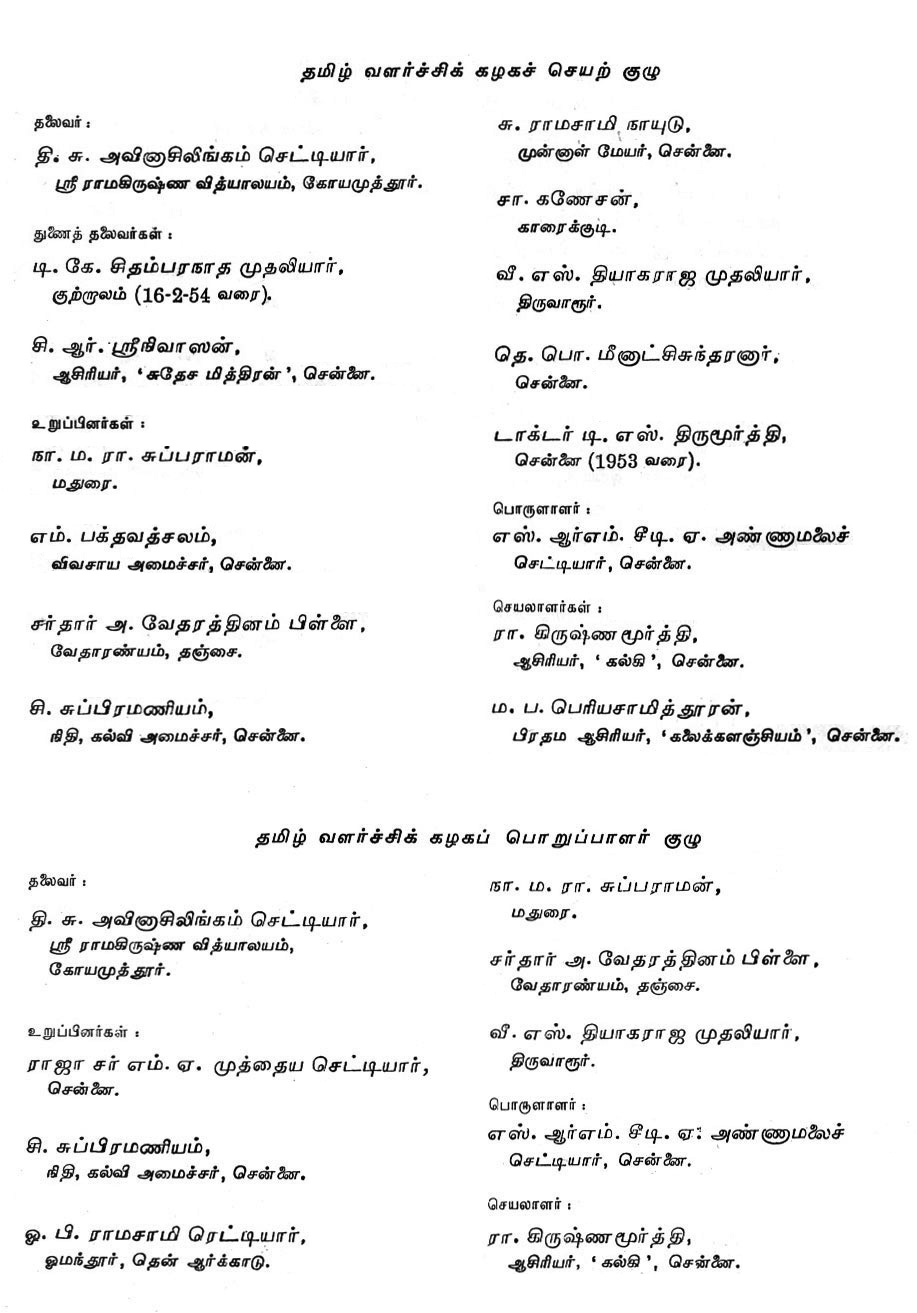 தமிழ் வளர்ச்சிக் கழகச் செயற் குழு
தலைவர் :
தி. சு. அவினாசிலிங்கம் செட்டியார்,
ஸ்ரீ ராமகிருஷ்ண வித்யாலயம், கோயமுத்தூர்.
துணைத் தலைவர்கள் :
டி. கே. சிதம்பரநாத முதலியார்,
குற்றாலம் (16-2-54 வரை).
சி. ஆர். ஸ்ரீநிவாஸன்,
ஆசிரியர், ‘சுதேச மித்திரன்’, சென்னை.
உறுப்பினர்கள் :
நா. ம. ரா. சுப்பராமன்,
மதுரை.
எம். பக்தவத்சலம்,
விவசாய அமைச்சர், சென்னை.
சர்தார் அ. வேதரத்தினம் பிள்ளை,
வேதாரண்யம், தஞ்சை.
சி. சுப்பிரமணியம்,
நிதி, கல்வி அமைச்சர், சென்னை.
சு. ராமசாமி நாயுடு,
முன்னாள் மேயர், சென்னை.
சா. கணேசன்,
காரைக்குடி.
வீ. எஸ். தியாகராஜ முதலியார்,
திருவாரூர்.
தெ. பொ. மீனாட்சிசுந்தரனார்,
சென்னை.
டாக்டர் டி. எஸ். திருமூர்த்தி,
சென்னை (1953 வரை).
பொருளாளர் :
எஸ். ஆர்எம். சீடி. ஏ. அண்ணாமலைச்
செட்டியார், சென்னை.
செயலாளர்கள் :
ரா. கிருஷ்ணமூர்த்தி,
ஆசிரியர், ‘கல்கி’, சென்னை.
ம. ப. பெரியசாமித்தூரன்,
பிரதம ஆசிரியர், ‘கலைக்களஞ்சியம்’, சென்னை.
தமிழ் வளர்ச்சிக் கழகப் பொறுப்பாளர் குழு
தலைவர் :
தி. சு. அவினாசிலிங்கம் செட்டியார்,
ஸ்ரீ ராமகிருஷ்ண வித்யாலயம்,
கோயமுத்தூர்.
உறுப்பினர்கள் :
ராஜா சர் எம். ஏ. முத்தைய செட்டியார்,
சென்னை.
சி. சுப்பிரமணியம்,
நிதி, கல்வி அமைச்சர், சென்னை.
ஓ. பி. ராமசாமி ரெட்டியார்,
ஓமந்தூர், தென் ஆர்க்காடு.
நா. ம. ரா. சுப்பராமன்,
மதுரை.
சர்தார் அ. வேதரத்தினம் பிள்ளை,
வேதாரண்யம், தஞ்சை.
வீ. எஸ். தியாகராஜ முதலியார்,
திருவாரூர்.
பொருளாளர் :
எஸ். ஆர்எம். சீடி. ஏ. அண்ணாமலைச்
செட்டியார், சென்னை.
செயலாளர் :
ரா. கிருஷ்ணமூர்த்தி,
ஆசிரியர், ‘கல்கி’, சென்னை.